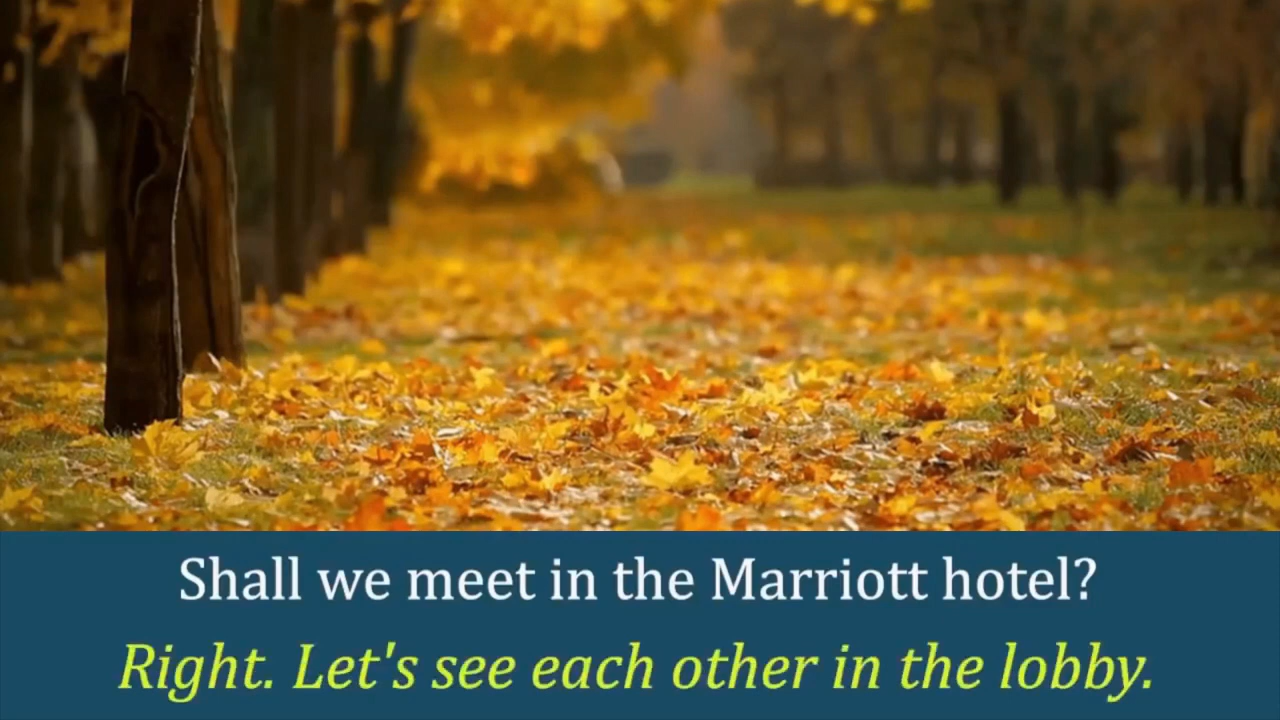 Shall we meet in the Marriott hotel?
Right. Let's see each other in the lobby.